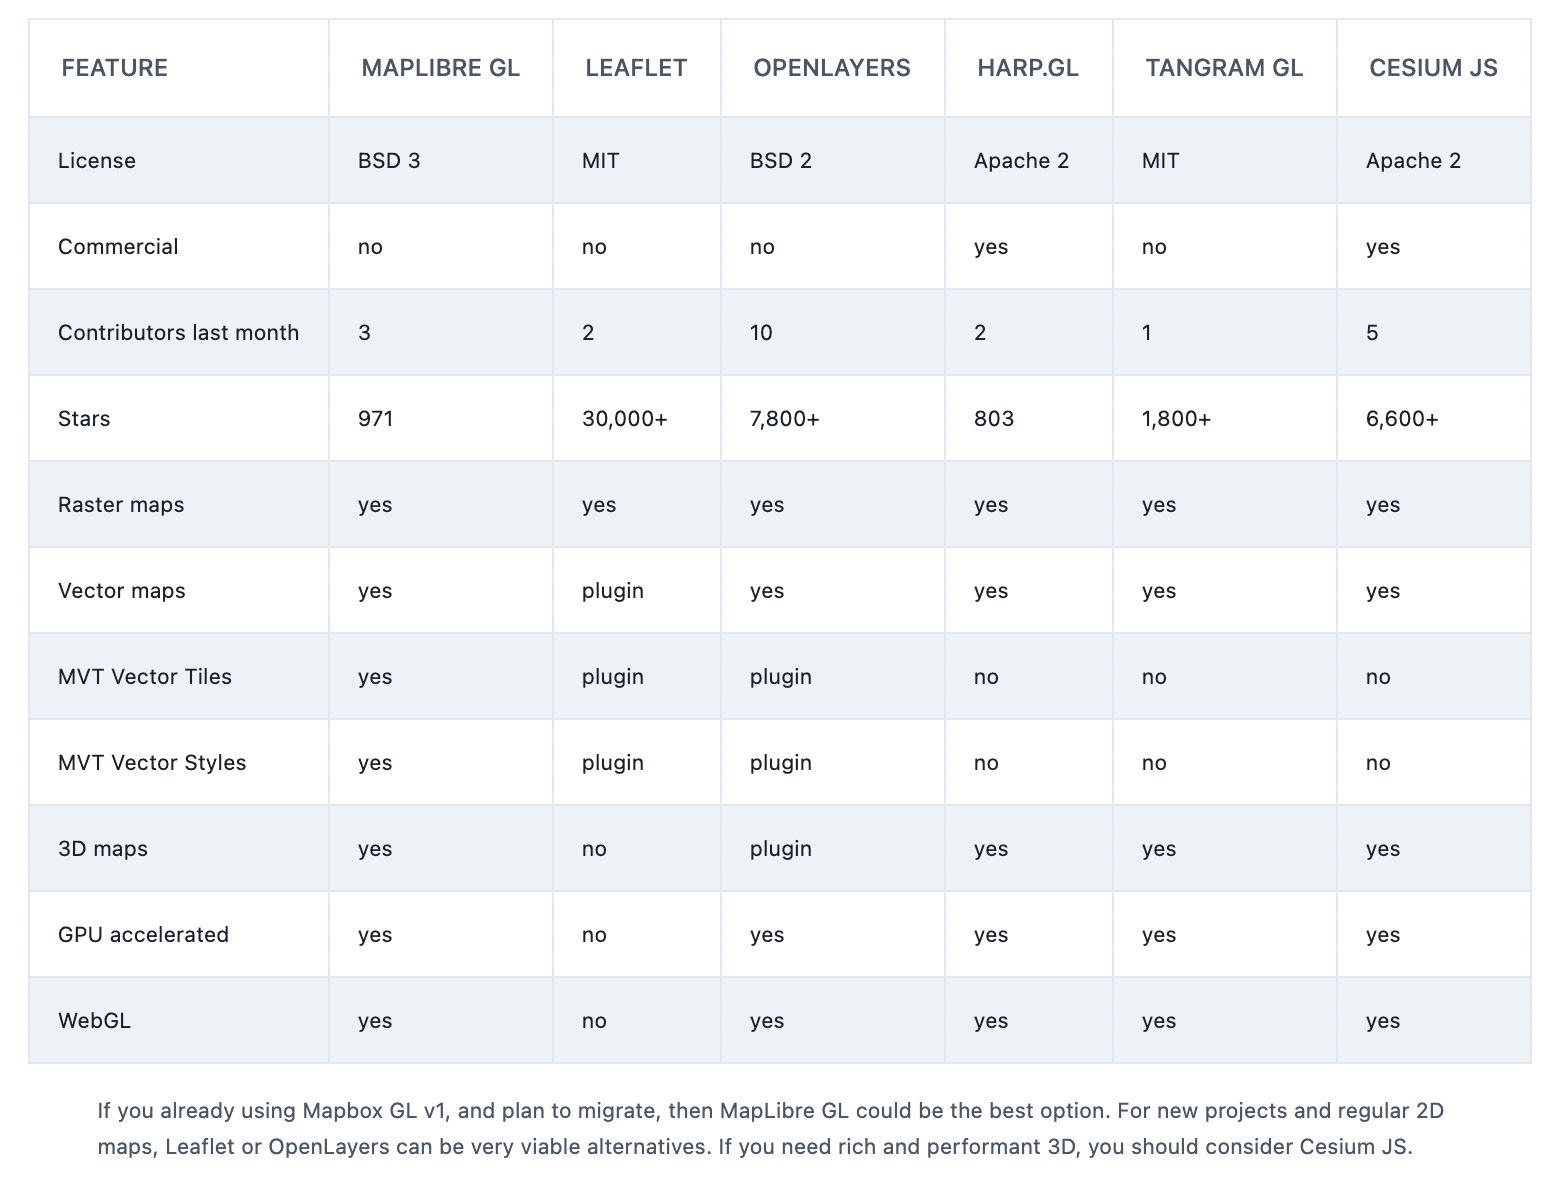 FEATURE MAPLIBRE GL LEAFLET OPENLAYERS HARP.GL TANGRAM GL CESIUM JS
License BSD 3 MIT BSD 2 Apache 2 MIT Apache 2
Commercial no no no yes no yes
Contributors last month 3 2 10 2 1 5
Stars 971 30,000+ 7,800+ 803 1,800+ 6,600+
Raster maps yes yes yes yes yes yes
Vector maps yes plugin yes yes yes yes
MVT Vector Tiles yes plugin plugin no no no
MVT Vector Styles yes plugin plugin no no no
3D maps yes no plugin yes yes yes
GPU accelerated yes no yes yes yes yes
WebGL yes no yes yes yes yes
If you already using Mapbox GL v1, and plan to migrate, then MapLibre GL could be the best option. For new projects and regular 2D
maps, Leaflet or OpenLayers can be very viable alternatives. If you need rich and performant 3D, you should consider Cesium JS.